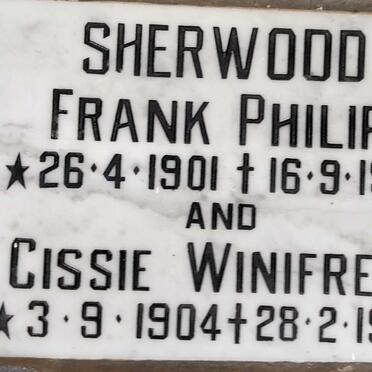 SHERWOOD
FRANK PHILIP
★ 26·4·1901 † 16·9·19
AND
CISSIE WINIFRE
★ 3·9·1904 † 28·2·19